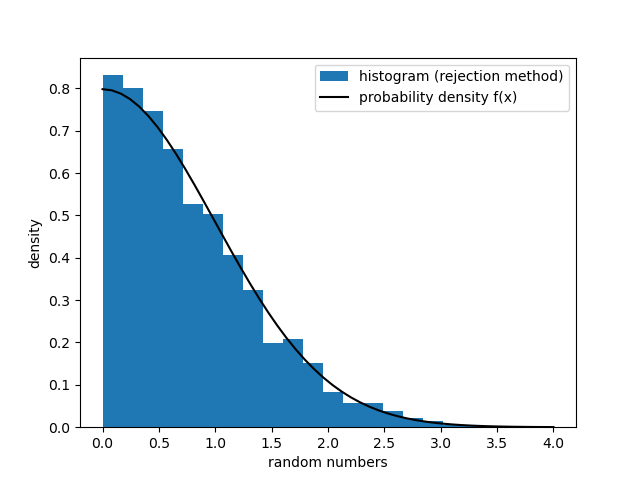 histogram (rejection method)
probability density f(x)
0.8
0.7
0.6
0.5
0.4
0.3
0.2
0.1
0.0
density
0.0 0.5 1.0 1.5 2.0 2.5 3.0 3.5 4.0
random numbers